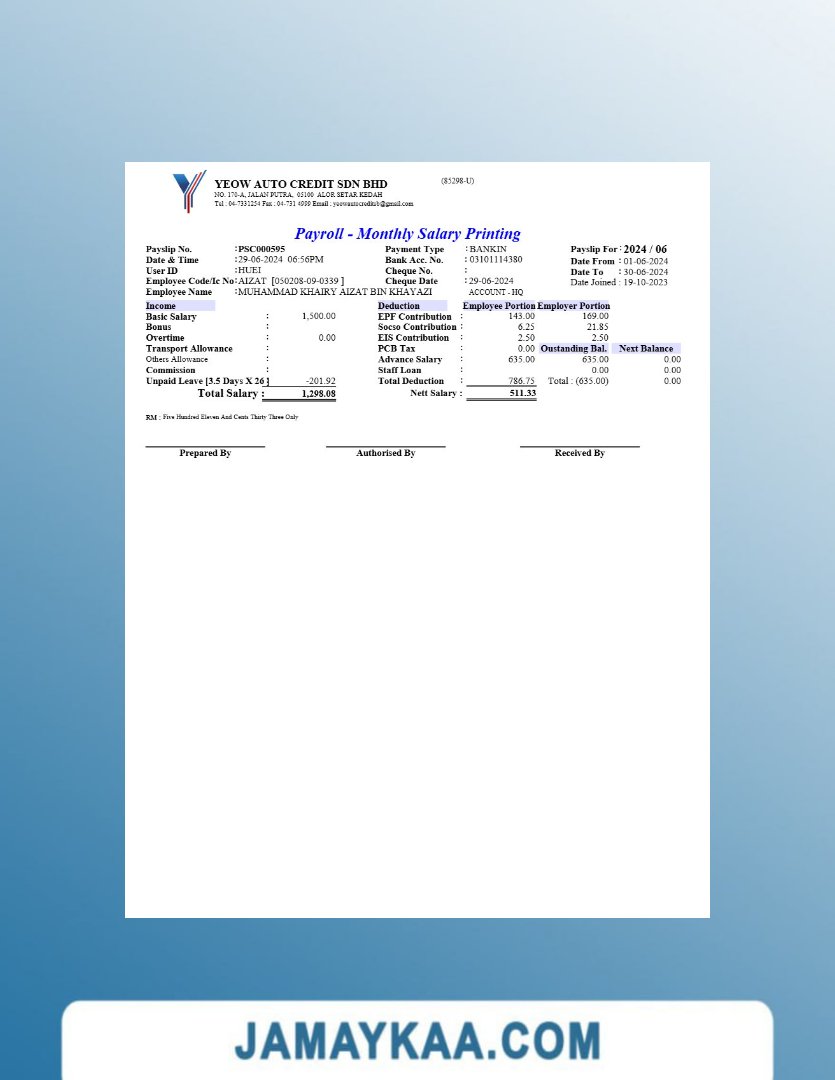 YEOW AUTO CREDIT SDN BHD (85298-U)
NO. 170-A, JALAN PUTRA, 05100 ALOR SETAR KEDAH
Tel : 04-7331254 Fax : 04-731 4999 Email : yeowautocreditsb@gmail.com
Payroll - Monthly Salary Printing
Payslip No. : PSC000595 Payment Type : BANKIN Payslip For : 2024 / 06
Date & Time : 29-06-2024 06:56PM Bank Acc. No. : 03101114380 Date From : 01-06-2024
User ID : HUEI Cheque No. : Date To : 30-06-2024
Employee Code/Ic No: AIZAT [050208-09-0339 ] Cheque Date : 29-06-2024 Date Joined : 19-10-2023
Employee Name : MUHAMMAD KHAIRY AIZAT BIN KHAYAZI ACCOUNT - HQ
Income Deduction Employee Portion Employer Portion
Basic Salary : 1,500.00 EPF Contribution : 143.00 169.00
Bonus : Socso Contribution : 6.25 21.85
Overtime : 0.00 EIS Contribution : 2.50 2.50
Transport Allowance : PCB Tax : 0.00 Oustanding Bal. Next Balance
Others Allowance : Advance Salary : 635.00 635.00 0.00
Commission : Staff Loan : 0.00 0.00
Unpaid Leave [3.5 Days X 26 ] -201.92 Total Deduction : 786.75 Total : (635.00) 0.00
Total Salary : 1,298.08 Nett Salary : 511.33
RM : Five Hundred Eleven And Cents Thirty Three Only
Prepared By Authorised By Received By
JAMAYKAA.COM